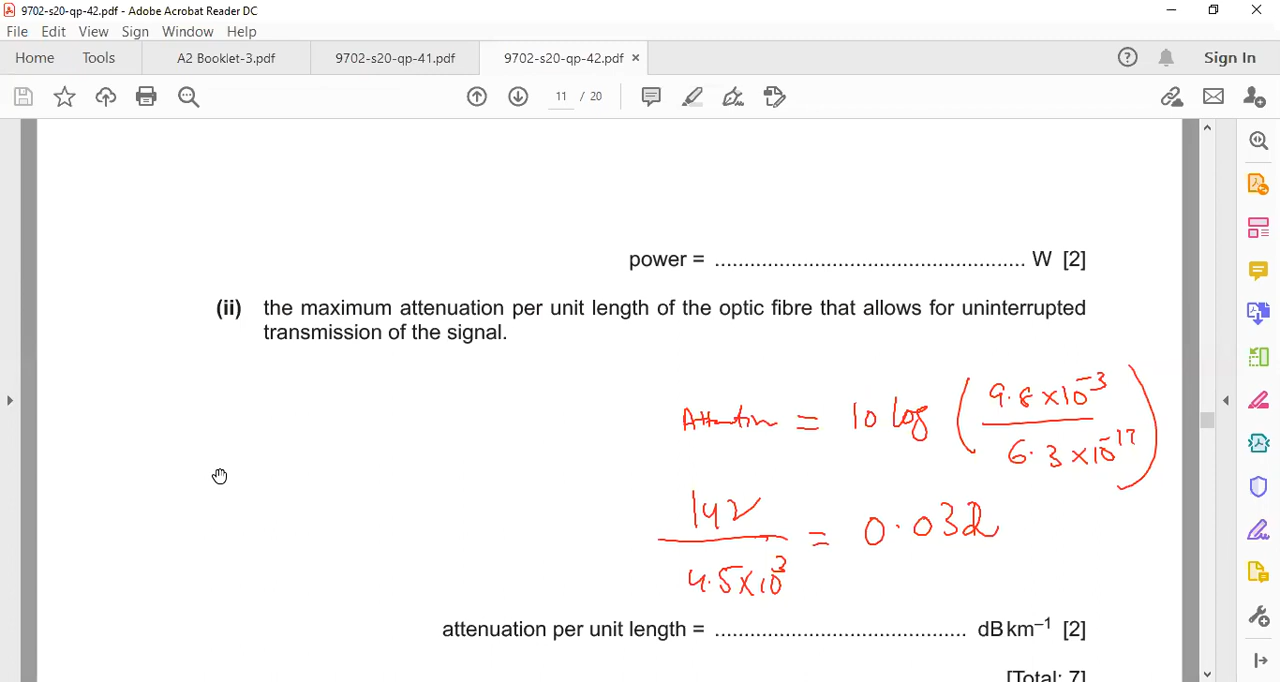 9702-s20-qp-42.pdf - Adobe Acrobat Reader DC
File Edit View Sign Window Help
Home Tools A2 Booklet-3.pdf 9702-s20-qp-41.pdf 9702-s20-qp-42.pdf × Sign In
11 / 20
power = .................................................... W [2]
(ii) the maximum attenuation per unit length of the optic fibre that allows for uninterrupted
transmission of the signal.
= 10 log (9.8×10⁻³ / 6.3×10⁻¹⁷)
142 / 4.5×10³ = 0.032
attenuation per unit length = .......................................... dB km⁻¹ [2]
[Total: 7]